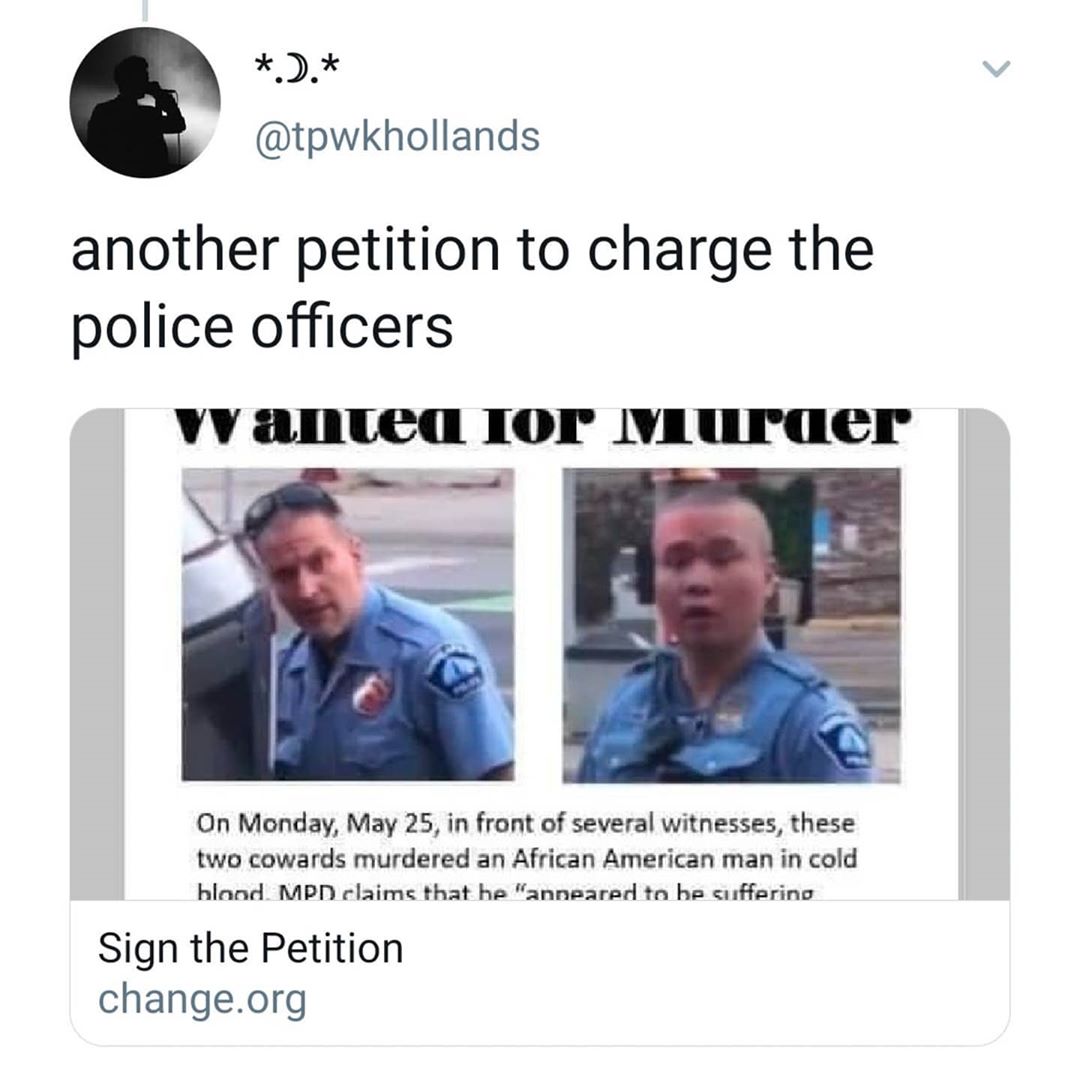 *.☽.*
@tpwkhollands
another petition to charge the
police officers
Wanted for Murder
On Monday, May 25, in front of several witnesses, these
two cowards murdered an African American man in cold
blood. MPD claims that he "appeared to be suffering
Sign the Petition
change.org